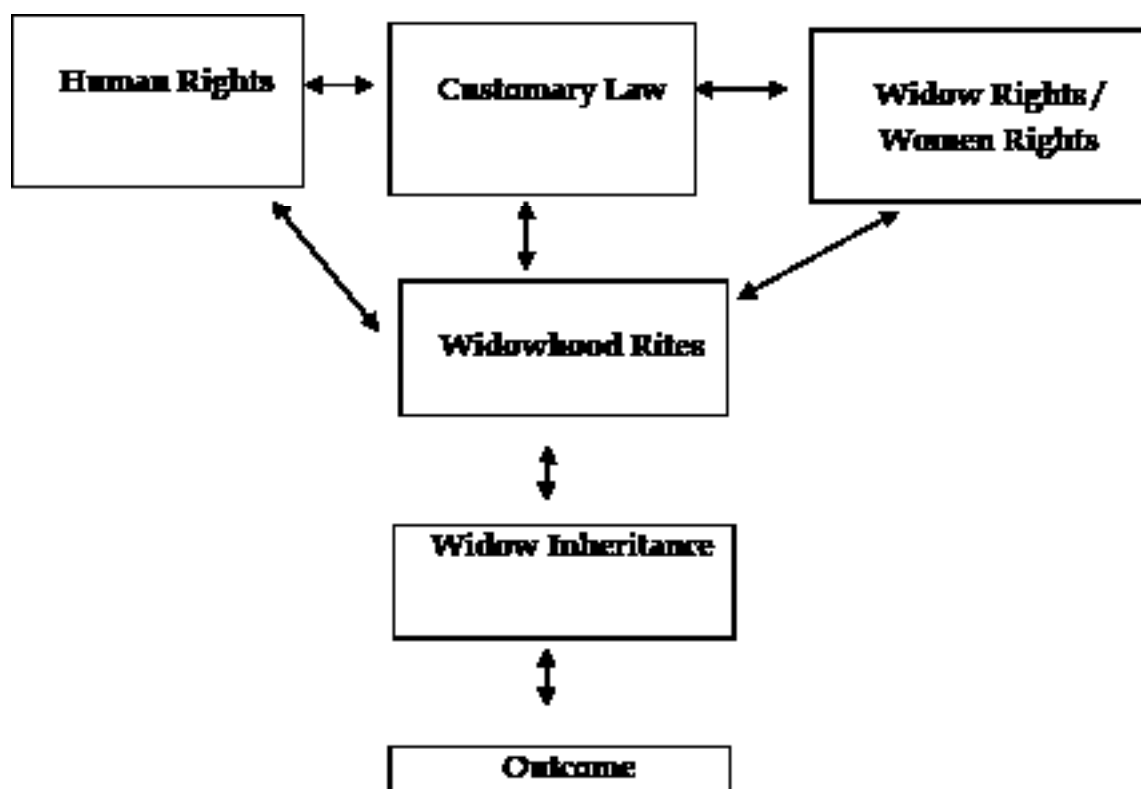 Human Rights
Customary Law
Widow Rights/
Women Rights
Widowhood Rites
Widow Inheritance
Outcome